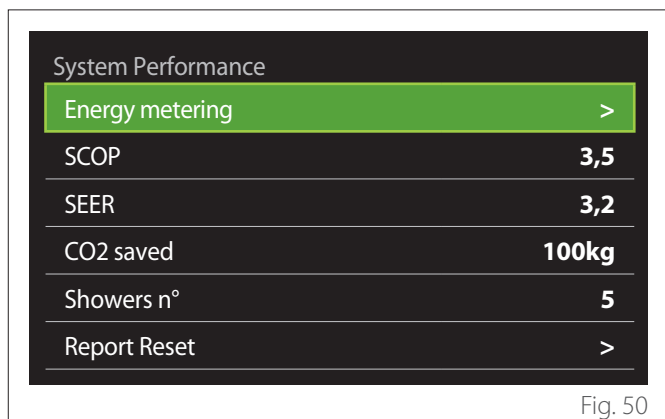 System Performance
Energy metering >
SCOP 3,5
SEER 3,2
CO2 saved 100kg
Showers n° 5
Report Reset >
Fig. 50